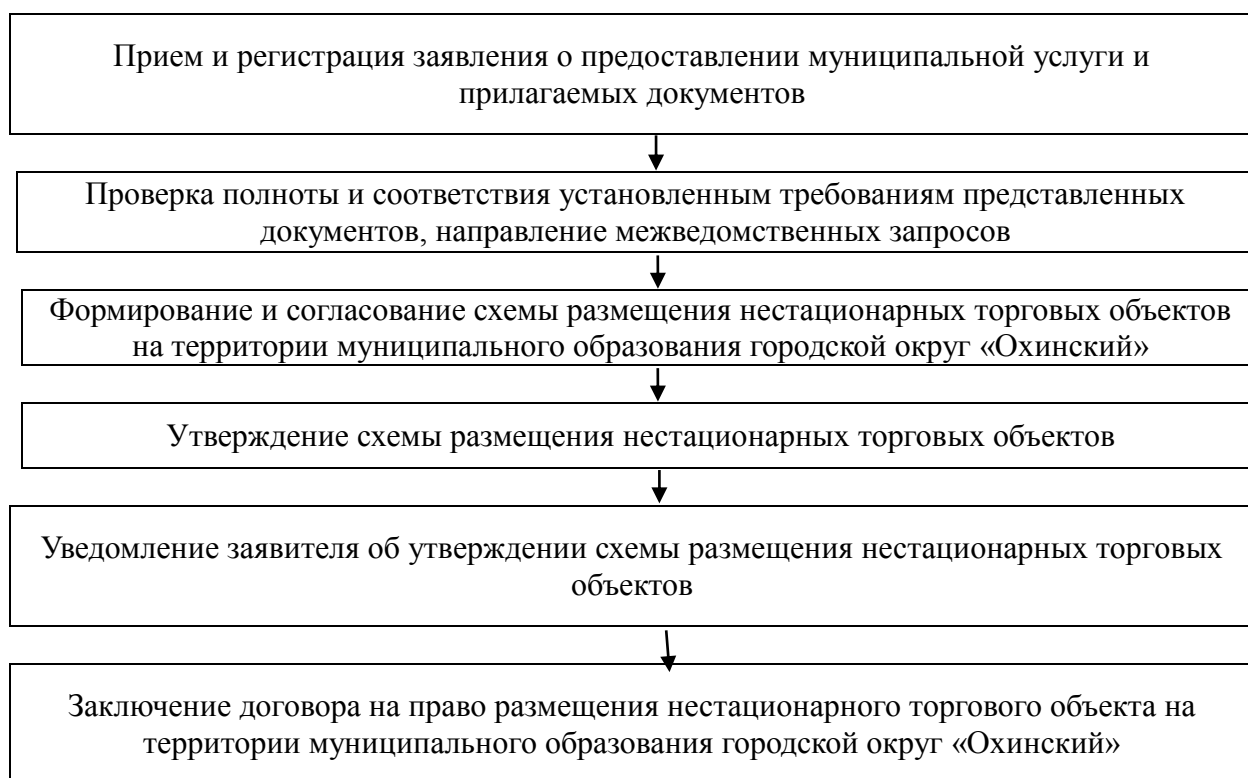 Прием и регистрация заявления о предоставлении муниципальной услуги и
прилагаемых документов
Проверка полноты и соответствия установленным требованиям представленных
документов, направление межведомственных запросов
Формирование и согласование схемы размещения нестационарных торговых объектов
на территории муниципального образования городской округ «Охинский»
Утверждение схемы размещения нестационарных торговых объектов
Уведомление заявителя об утверждении схемы размещения нестационарных торговых
объектов
Заключение договора на право размещения нестационарного торгового объекта на
территории муниципального образования городской округ «Охинский»